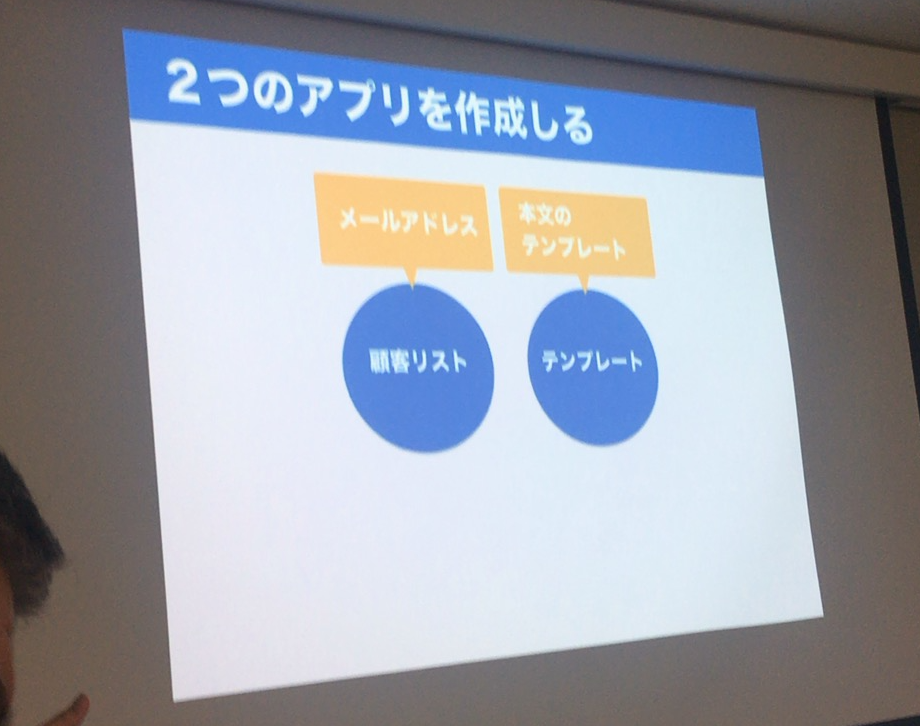 2つのアプリを作成しる
メールアドレス
本文の
テンプレート
顧客リスト
テンプレート